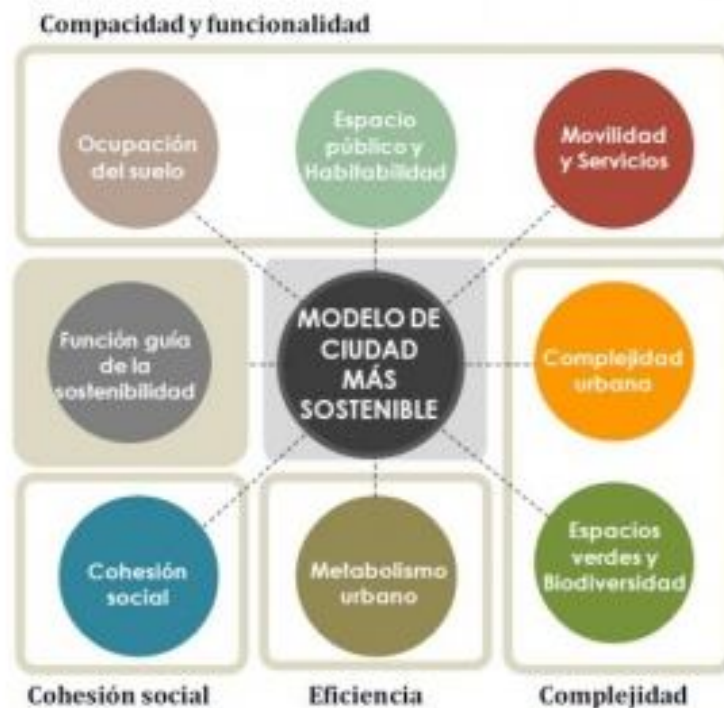 Compacidad y funcionalidad
Ocupación
del suelo
Espacio
público y
Habitabilidad
Movilidad
y Servicios
Función guía
de la
sostenibilidad
MODELO DE
CIUDAD
MÁS
SOSTENIBLE
Complejidad
urbana
Cohesión
social
Metabolismo
urbano
Espacios
verdes y
Biodiversidad
Cohesión social
Eficiencia
Complejidad